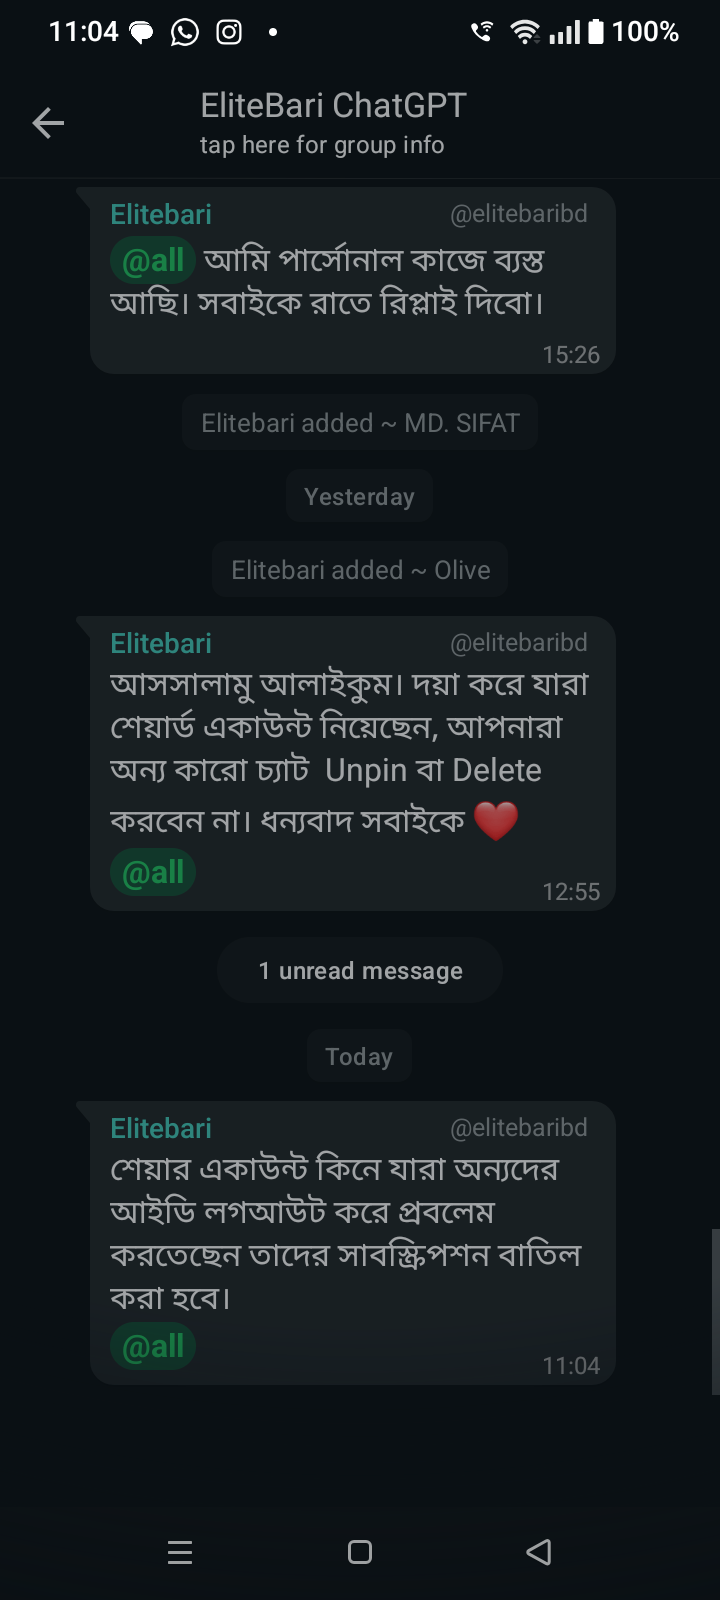 11:04
100%
EliteBari ChatGPT
tap here for group info
Elitebari @elitebaribd
@all আমি পার্সোনাল কাজে ব্যস্ত
আছি। সবাইকে রাতে রিপ্লাই দিবো।
15:26
Elitebari added ~ MD. SIFAT
Yesterday
Elitebari added ~ Olive
Elitebari @elitebaribd
আসসালামু আলাইকুম। দয়া করে যারা
শেয়ার্ড একাউন্ট নিয়েছেন, আপনারা
অন্য কারো চ্যাট Unpin বা Delete
করবেন না। ধন্যবাদ সবাইকে ❤️
@all
12:55
1 unread message
Today
Elitebari @elitebaribd
শেয়ার একাউন্ট কিনে যারা অন্যদের
আইডি লগআউট করে প্রবলেম
করতেছেন তাদের সাবস্ক্রিপশন বাতিল
করা হবে।
@all
11:04